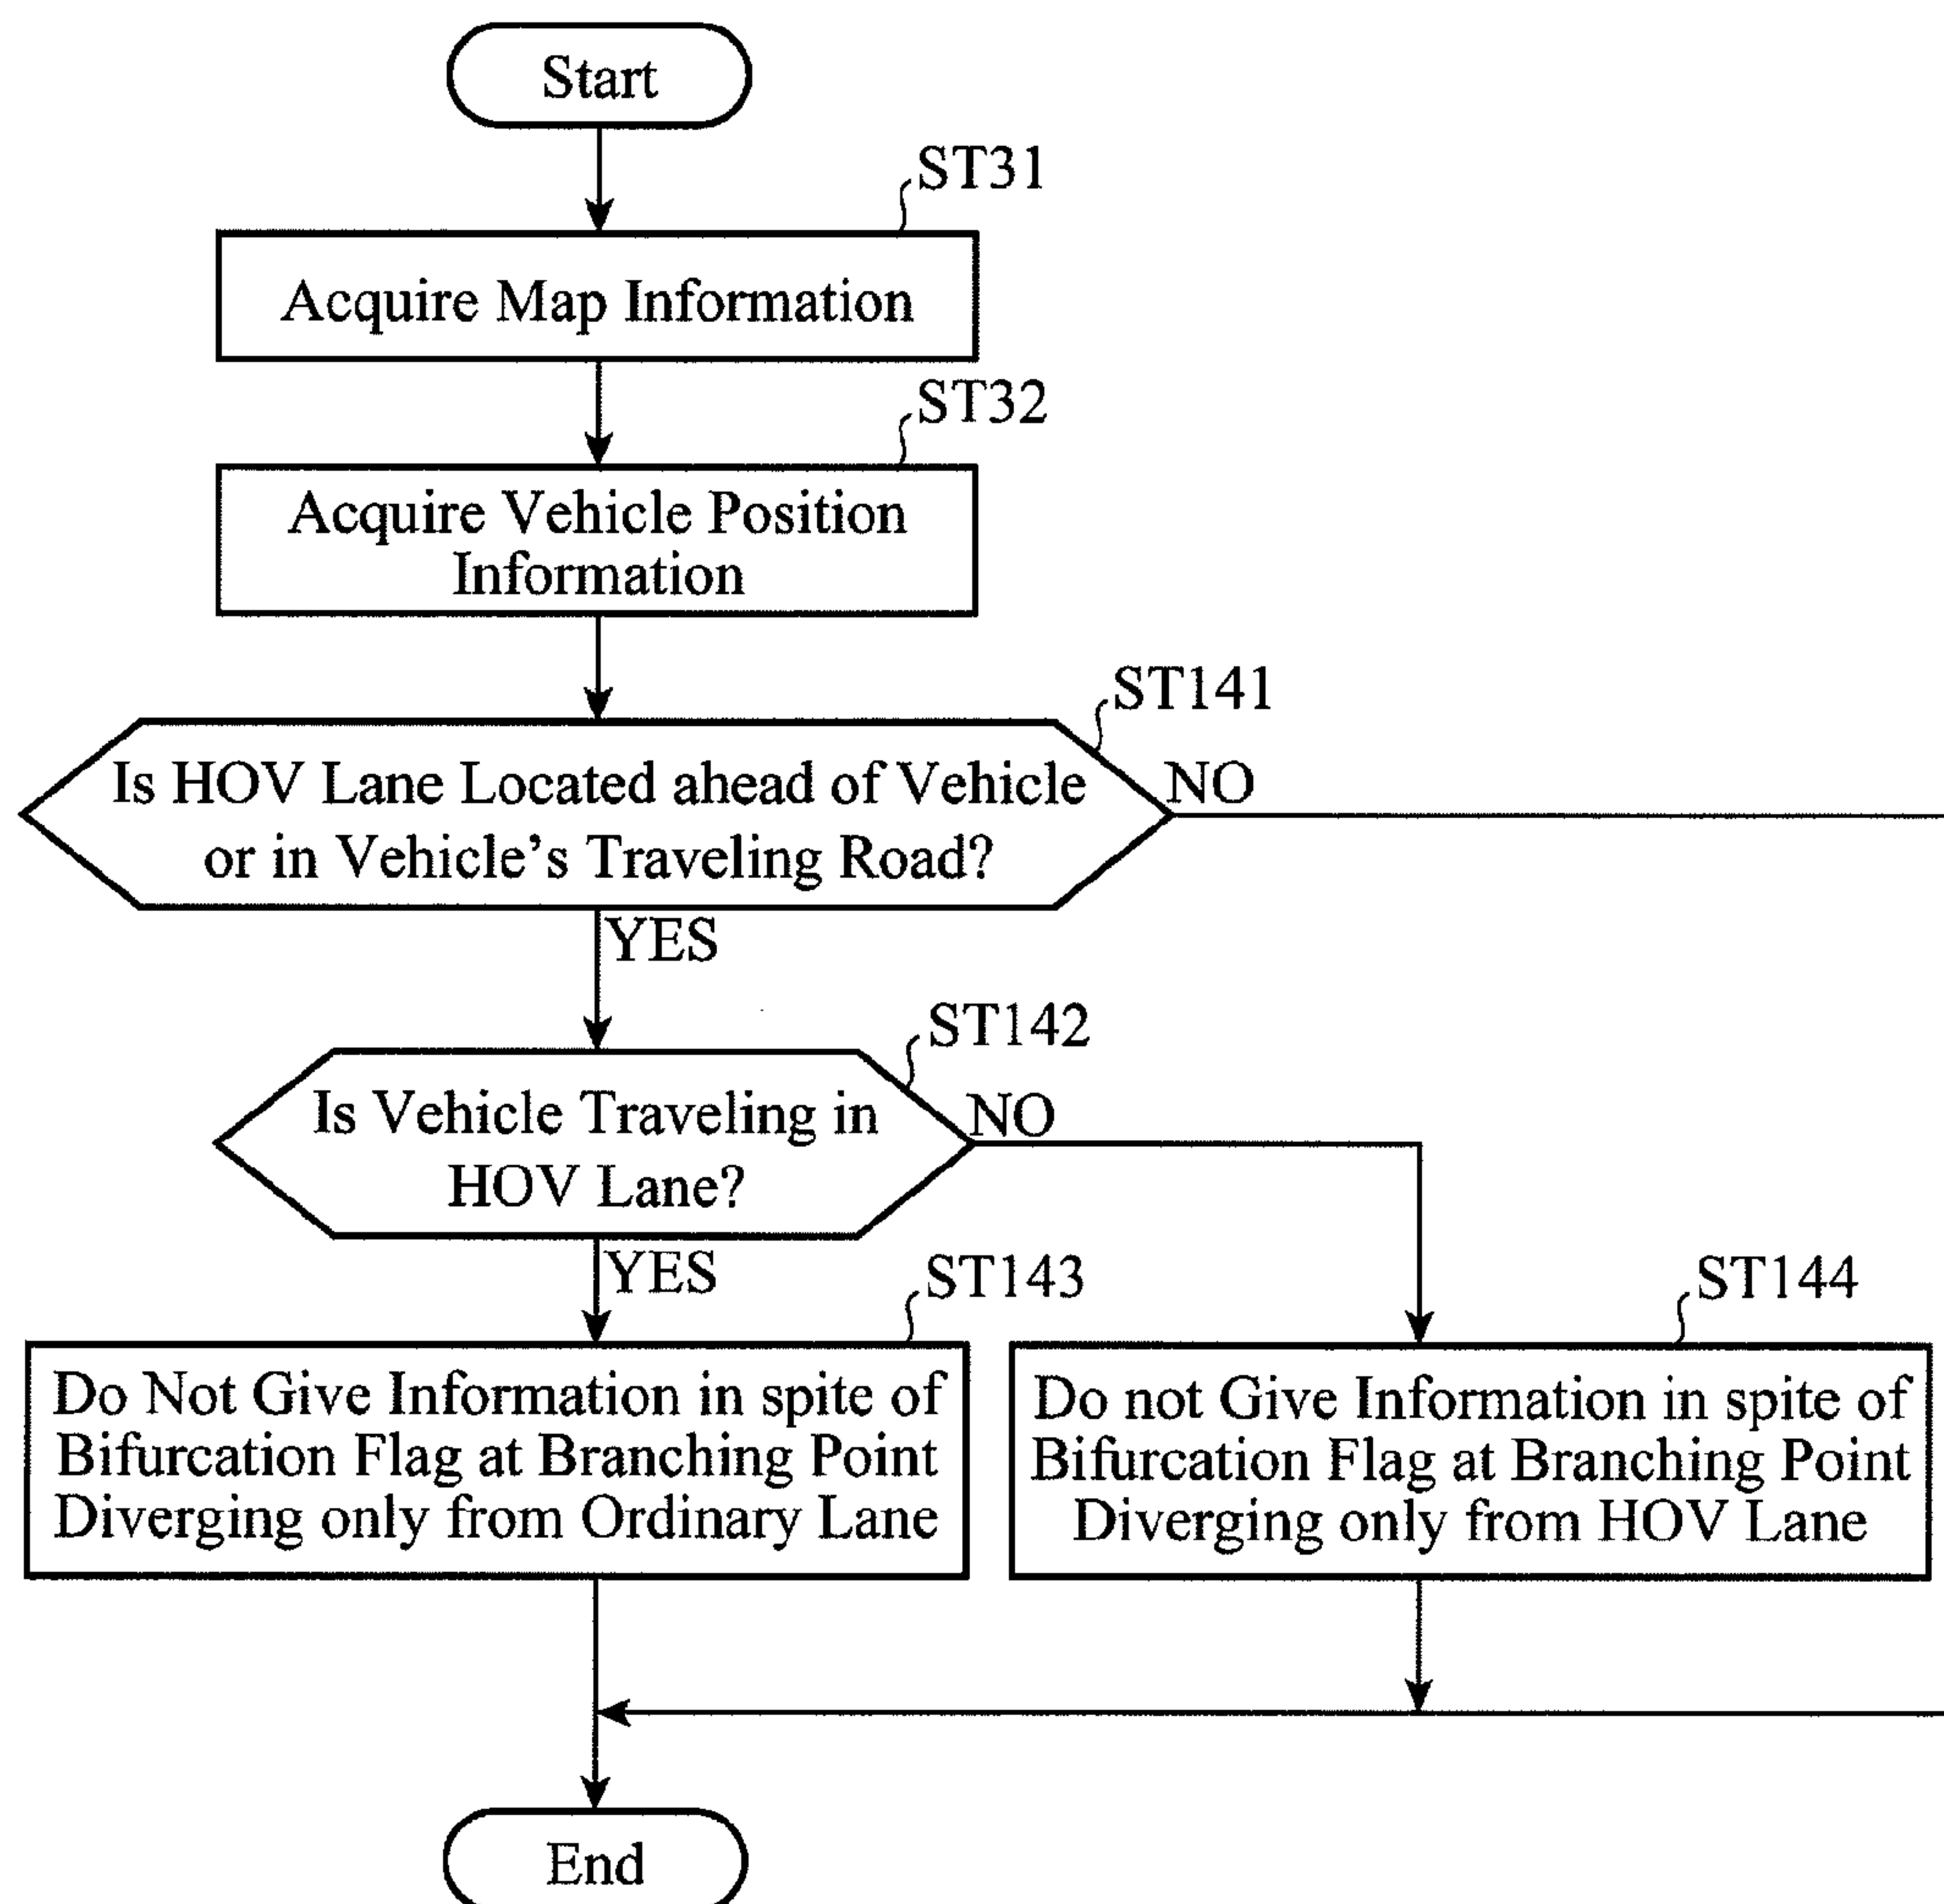 Start
ST31
Acquire Map Information
ST32
Acquire Vehicle Position
Information
ST141
Is HOV Lane Located ahead of Vehicle
or in Vehicle's Traveling Road?
NO
YES
ST142
Is Vehicle Traveling in
HOV Lane?
NO
YES
ST143
Do Not Give Information in spite of
Bifurcation Flag at Branching Point
Diverging only from Ordinary Lane
ST144
Do not Give Information in spite of
Bifurcation Flag at Branching Point
Diverging only from HOV Lane
End